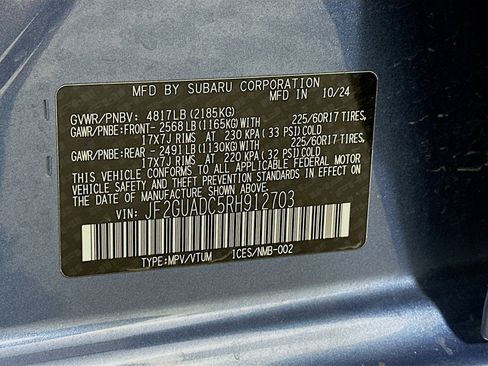 MFD BY SUBARU CORPORATION
MADE IN JAPAN 10/24
GVWR/PNBV: 4817LB (2185KG)
GAWR/PNBE:FRONT- 2568LB (1165KG) WITH 225/60R17 TIRES,
17X7J RIMS AT 230 KPA ( 33 PSI) COLD
GAWR/PNBE:REAR - 2491LB (1130KG) WITH 225/60R17 TIRES,
17X7J RIMS AT 220 KPA ( 32 PSI) COLD
THIS VEHICLE CONFORMS TO ALL APPLICABLE FEDERAL MOTOR
VEHICLE SAFETY AND BUMPER STANDARDS IN EFFECT ON THE
DATE OF MANUFACTURE SHOWN ABOVE.
VIN: JF2GUADC5RH912703
TYPE:MPV/VTUM ICES/NMB-002